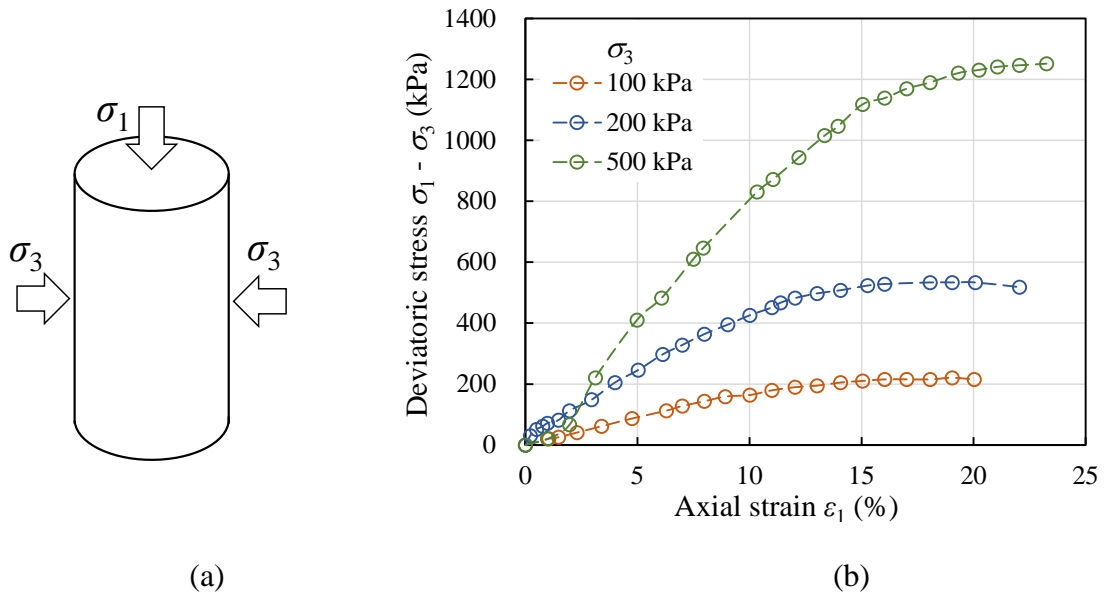 σ1
σ3
σ3
(a)
Deviatoric stress σ1 - σ3 (kPa)
1400
1200
1000
800
600
400
200
0
σ3
100 kPa
200 kPa
500 kPa
0 5 10 15 20 25
Axial strain ε1 (%)
(b)